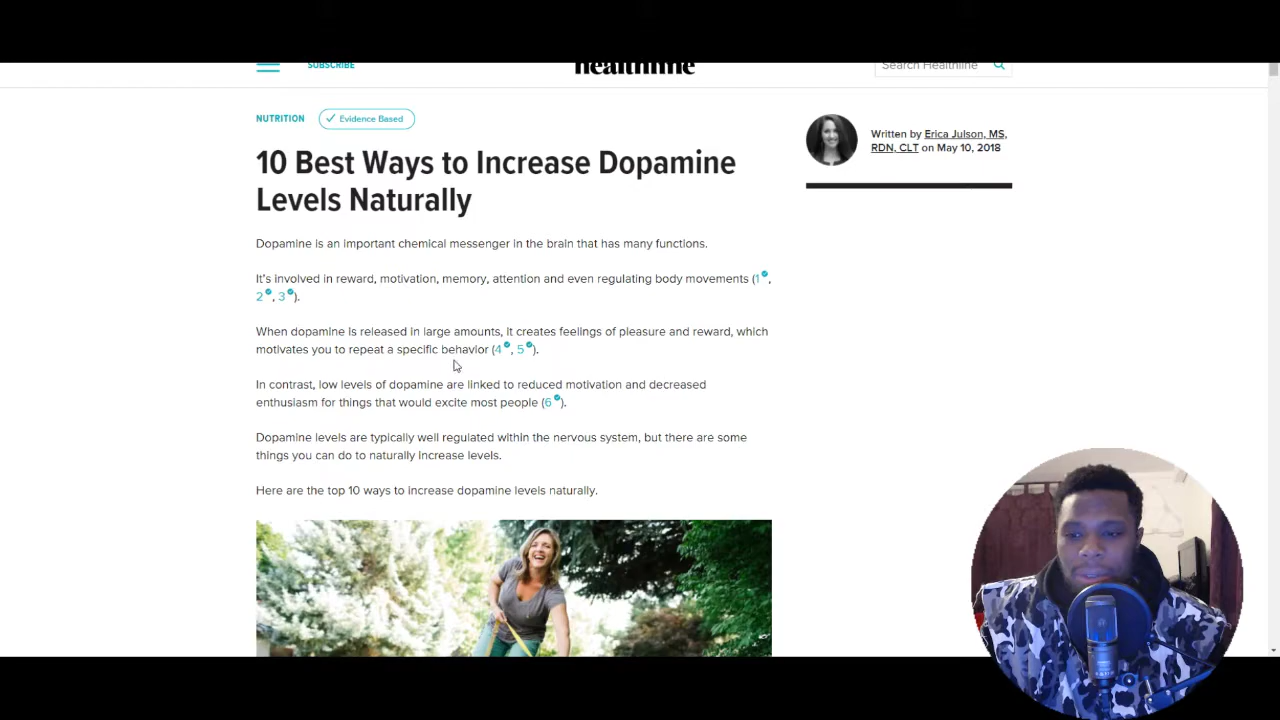 SUBSCRIBE
healthline
Search Healthline
NUTRITION
Evidence Based
10 Best Ways to Increase Dopamine
Levels Naturally
Written by Erica Julson, MS,
RDN, CLT on May 10, 2018
Dopamine is an important chemical messenger in the brain that has many functions.
It's involved in reward, motivation, memory, attention and even regulating body movements (1,
2, 3).
When dopamine is released in large amounts, it creates feelings of pleasure and reward, which
motivates you to repeat a specific behavior (4, 5).
In contrast, low levels of dopamine are linked to reduced motivation and decreased
enthusiasm for things that would excite most people (6).
Dopamine levels are typically well regulated within the nervous system, but there are some
things you can do to naturally increase levels.
Here are the top 10 ways to increase dopamine levels naturally.